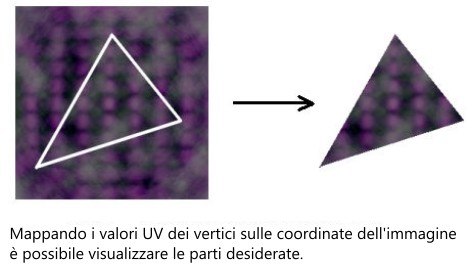 Mappando i valori UV dei vertici sulle coordinate dell'immagine
è possibile visualizzare le parti desiderate.